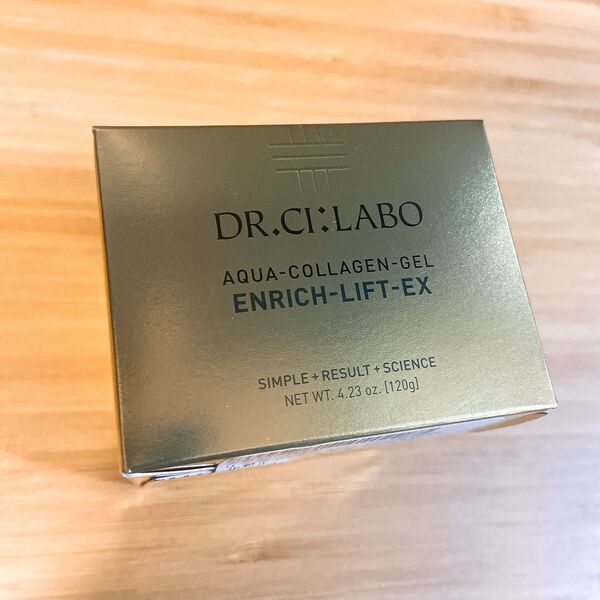 DR.CI:LABO
AQUA-COLLAGEN-GEL
ENRICH-LIFT-EX
SIMPLE+RESULT+SCIENCE
NET WT. 4.23 oz. [120g]